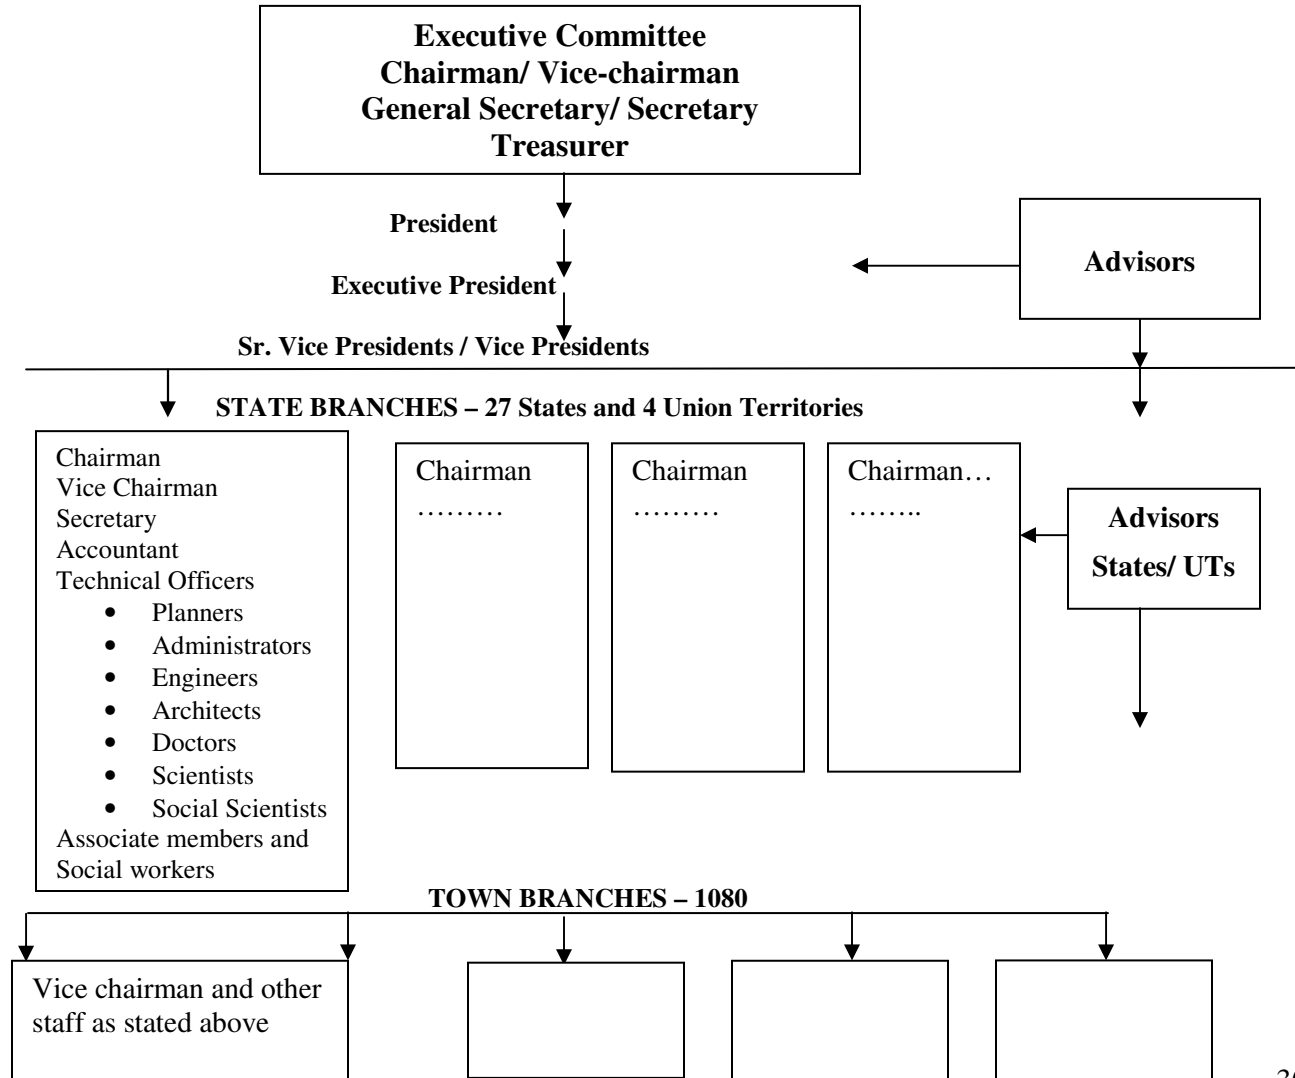 Executive Committee
Chairman/ Vice-chairman
General Secretary/ Secretary
Treasurer
President
Advisors
Executive President
Sr. Vice Presidents / Vice Presidents
STATE BRANCHES – 27 States and 4 Union Territories
Chairman
Vice Chairman
Secretary
Accountant
Technical Officers
• Planners
• Administrators
• Engineers
• Architects
• Doctors
• Scientists
• Social Scientists
Associate members and
Social workers
Chairman
………
Chairman
………
Chairman…
……..
Advisors
States/ UTs
TOWN BRANCHES – 1080
Vice chairman and other
staff as stated above